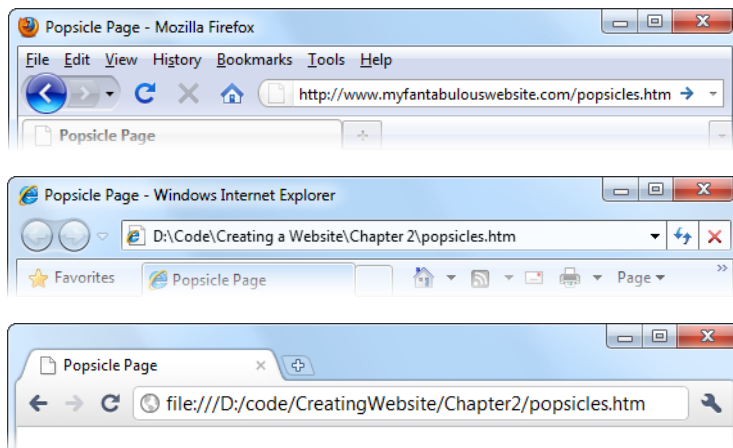 Popsicle Page - Mozilla Firefox
File Edit View History Bookmarks Tools Help
http://www.myfantabulouswebsite.com/popsicles.htm
Popsicle Page
Popsicle Page - Windows Internet Explorer
D:\Code\Creating a Website\Chapter 2\popsicles.htm
Favorites Popsicle Page Page
Popsicle Page
file:///D:/code/CreatingWebsite/Chapter2/popsicles.htm